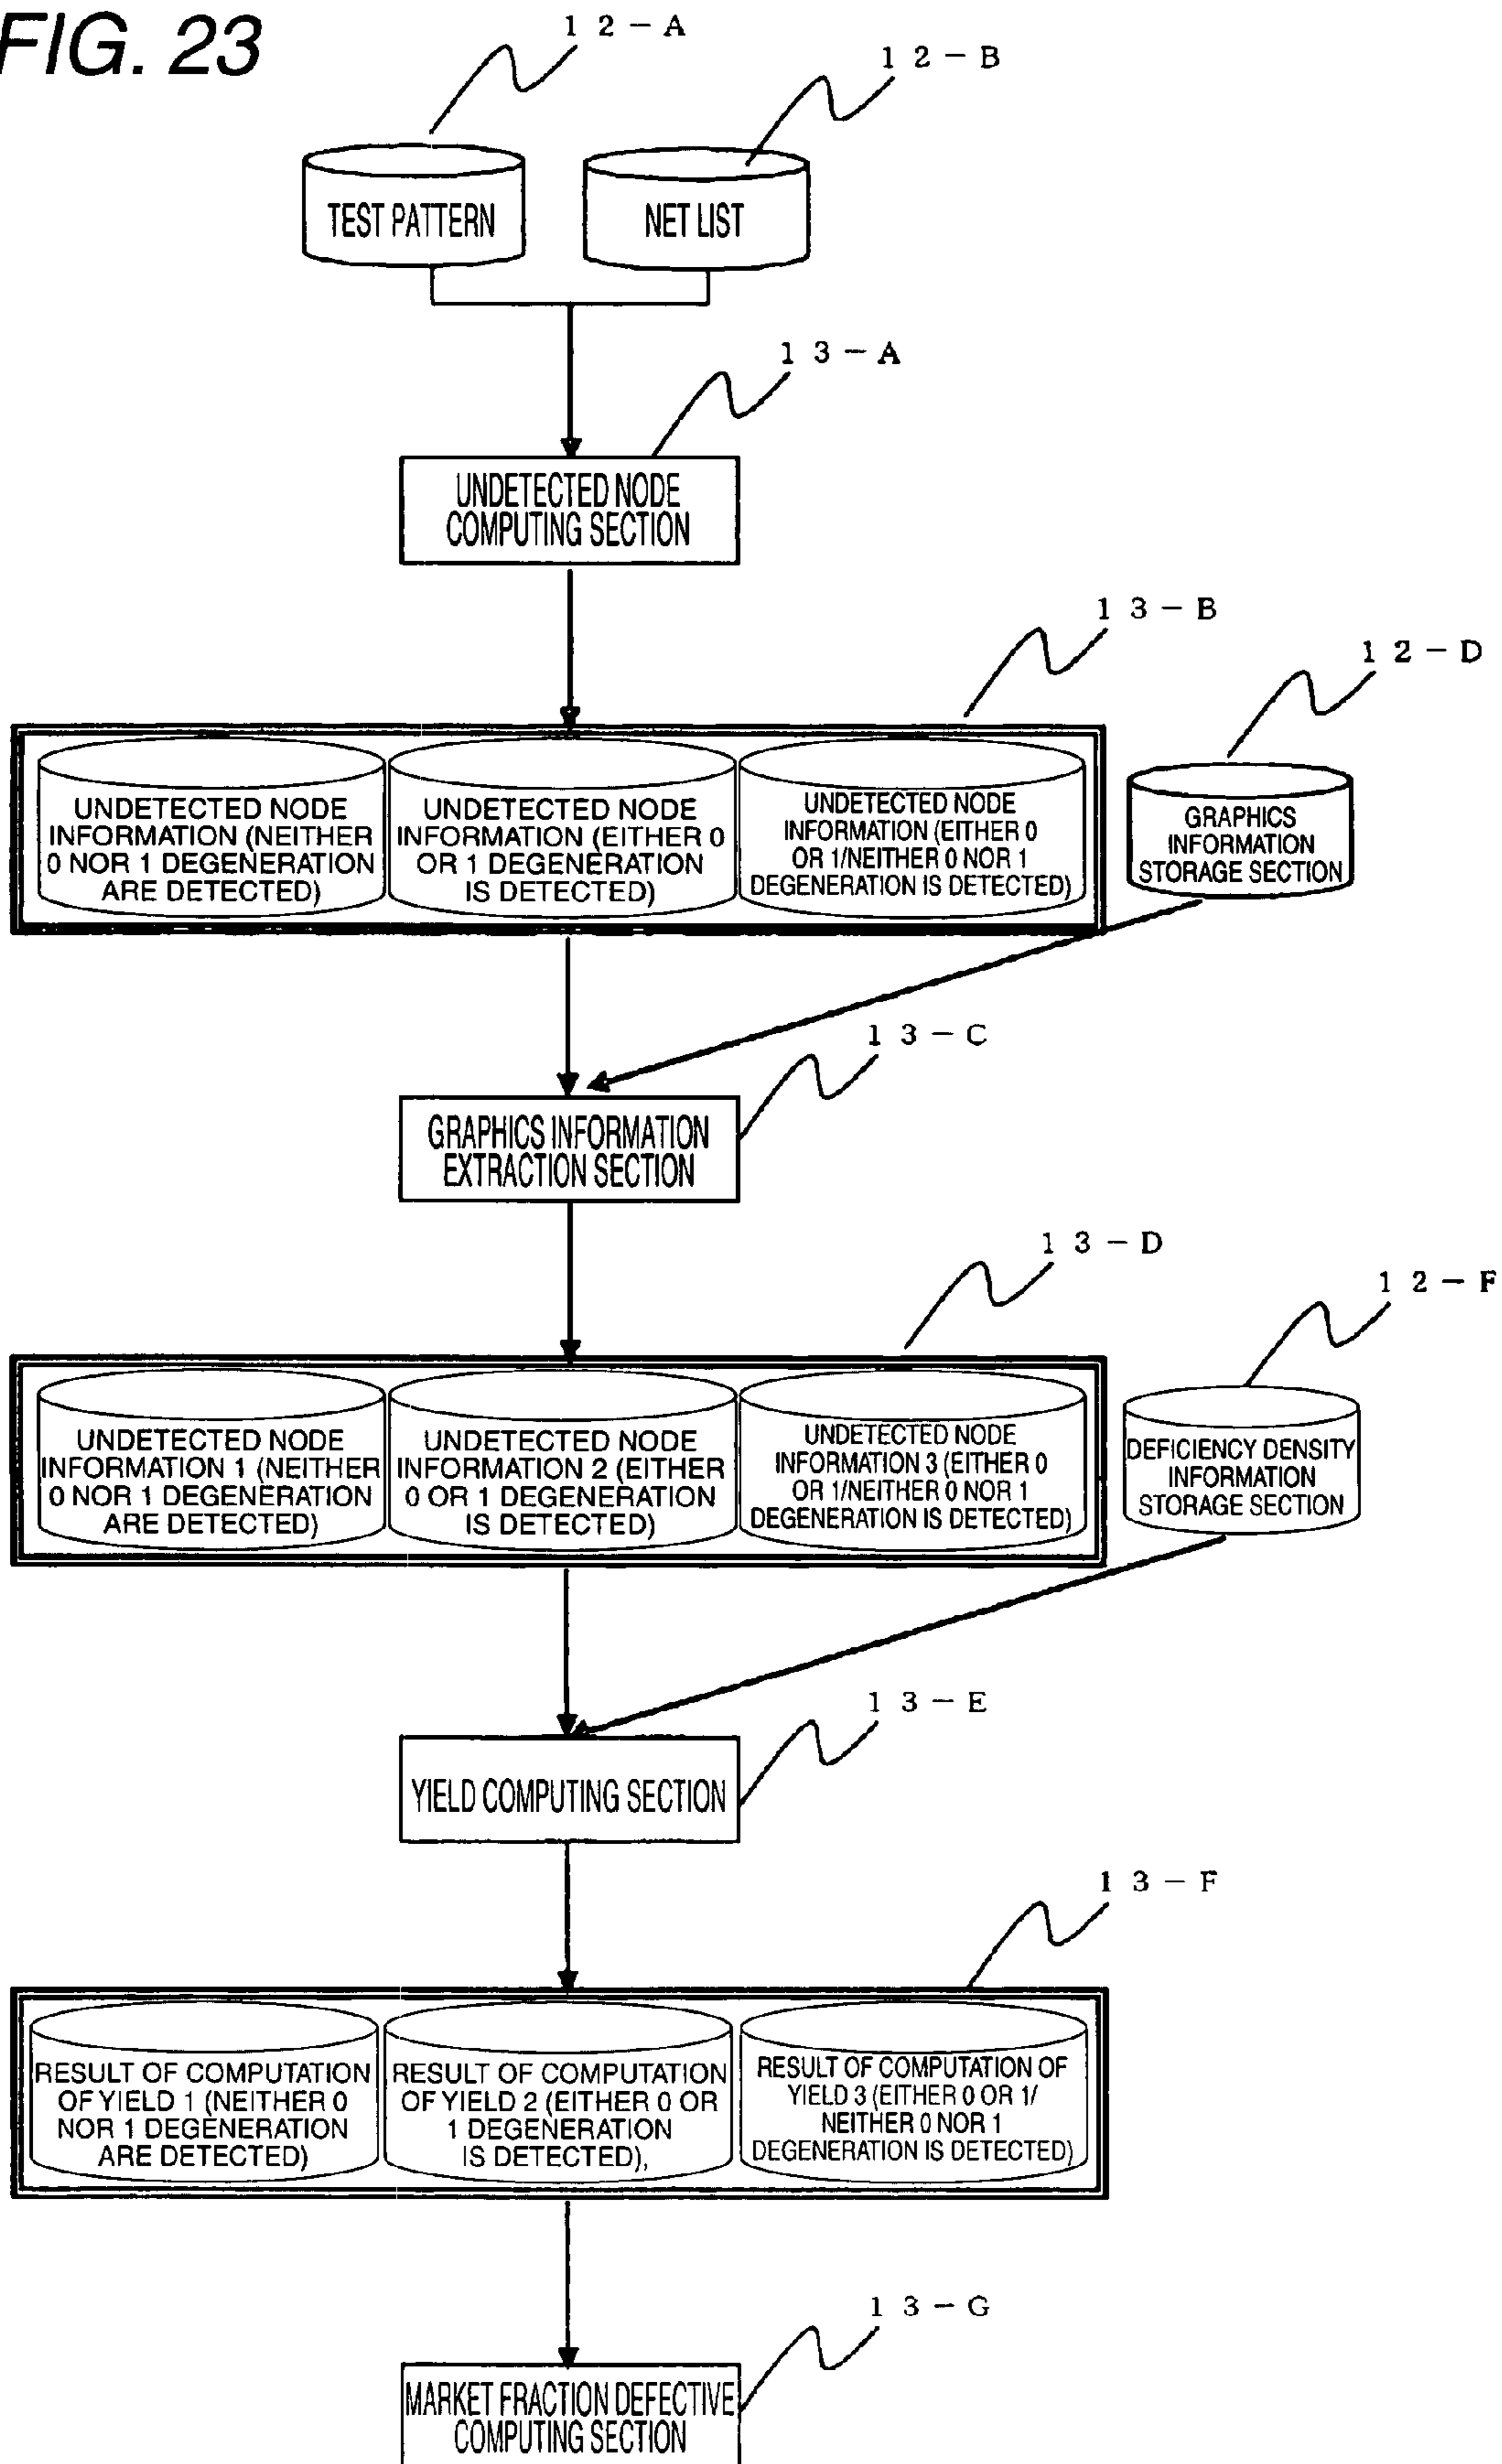 FIG. 23
12-A
12-B
TEST PATTERN
NET LIST
13-A
UNDETECTED NODE
COMPUTING SECTION
13-B
12-D
UNDETECTED NODE
INFORMATION (NEITHER
0 NOR 1 DEGENERATION
ARE DETECTED)
UNDETECTED NODE
INFORMATION (EITHER 0
OR 1 DEGENERATION
IS DETECTED)
UNDETECTED NODE
INFORMATION (EITHER 0
OR 1/NEITHER 0 NOR 1
DEGENERATION IS DETECTED)
GRAPHICS
INFORMATION
STORAGE SECTION
13-C
GRAPHICS INFORMATION
EXTRACTION SECTION
13-D
12-F
UNDETECTED NODE
INFORMATION 1 (NEITHER
0 NOR 1 DEGENERATION
ARE DETECTED)
UNDETECTED NODE
INFORMATION 2 (EITHER
0 OR 1 DEGENERATION
IS DETECTED)
UNDETECTED NODE
INFORMATION 3 (EITHER 0
OR 1/NEITHER 0 NOR 1
DEGENERATION IS DETECTED)
DEFICIENCY DENSITY
INFORMATION
STORAGE SECTION
13-E
YIELD COMPUTING SECTION
13-F
RESULT OF COMPUTATION
OF YIELD 1 (NEITHER 0
NOR 1 DEGENERATION
ARE DETECTED)
RESULT OF COMPUTATION
OF YIELD 2 (EITHER 0 OR
1 DEGENERATION
IS DETECTED),
RESULT OF COMPUTATION OF
YIELD 3 (EITHER 0 OR 1/
NEITHER 0 NOR 1
DEGENERATION IS DETECTED)
13-G
MARKET FRACTION DEFECTIVE
COMPUTING SECTION